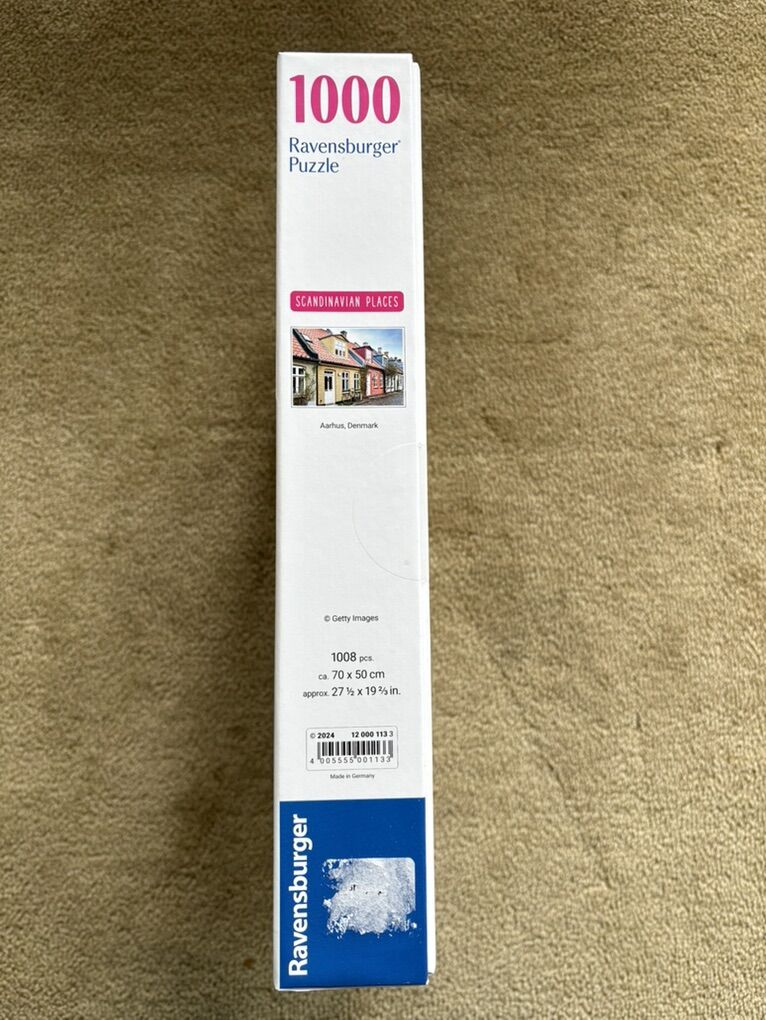 1000
Ravensburger®
Puzzle
SCANDINAVIAN PLACES
Aarhus, Denmark
© Getty Images
1008 pcs.
ca. 70 x 50 cm
approx. 27 ½ x 19 ⅔ in.
© 2024 12 000 113 3
4 005555 001133
Made in Germany
Ravensburger